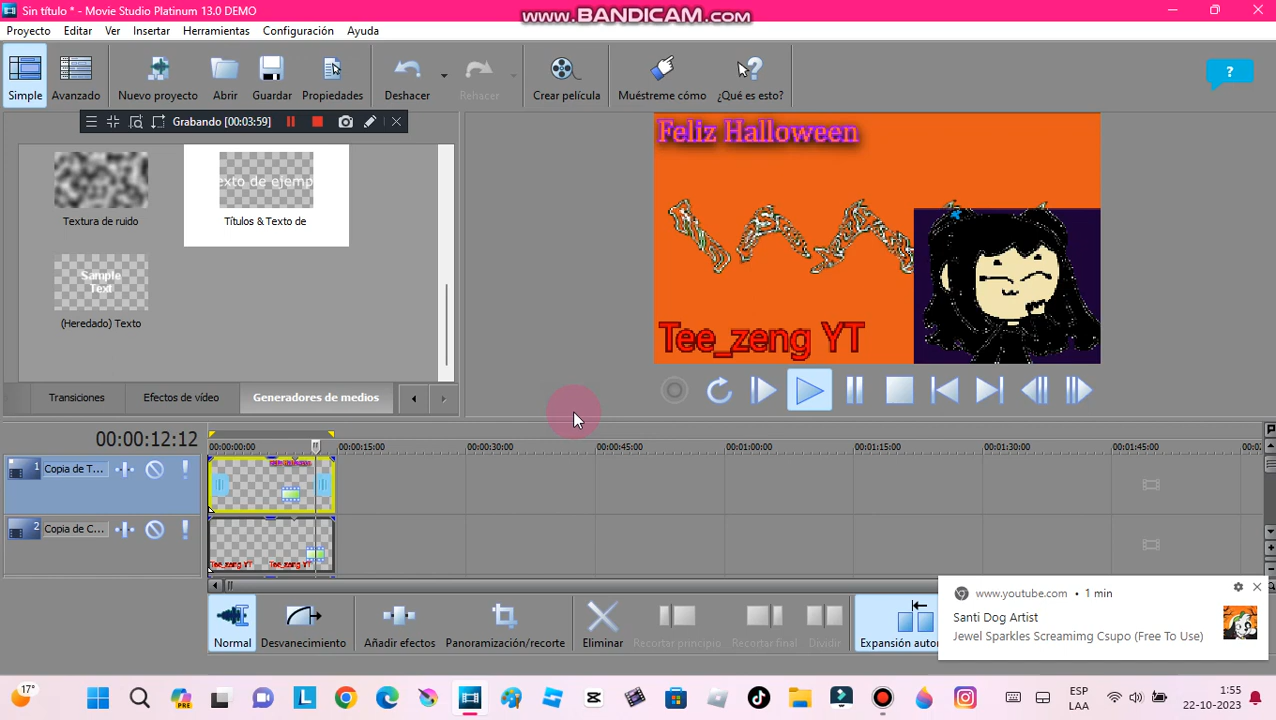 Sin título * - Movie Studio Platinum 13.0 DEMO
www.BANDICAM.com
Proyecto Editar Ver Insertar Herramientas Configuración Ayuda
Simple Avanzado Nuevo proyecto Abrir Guardar Propiedades Deshacer Rehacer Crear película Muéstreme cómo ¿Qué es esto?
?
Grabando [00:03:59]
Feliz Halloween
Texto de ejemp
Textura de ruido
Títulos & Texto de
Sample
Text
(Heredado) Texto
Tee_zeng YT
Transiciones Efectos de vídeo Generadores de medios
00:00:12:12
00:00:00:00 00:00:15:00 00:00:30:00 00:00:45:00 00:01:00:00 00:01:15:00 00:01:30:00 00:01:45:00 00:0
1 Copia de T...
2 Copia de C...
Tee_zeng YT Tee_zeng YT
www.youtube.com • 1 min
Santi Dog Artist
Jewel Sparkles Screamimg Csupo (Free To Use)
Normal Desvanecimiento Añadir efectos Panoramización/recorte Eliminar Recortar principio Recortar final Dividir Expansión autor
17°
PRE
L
ESP
LAA
1:55
22-10-2023